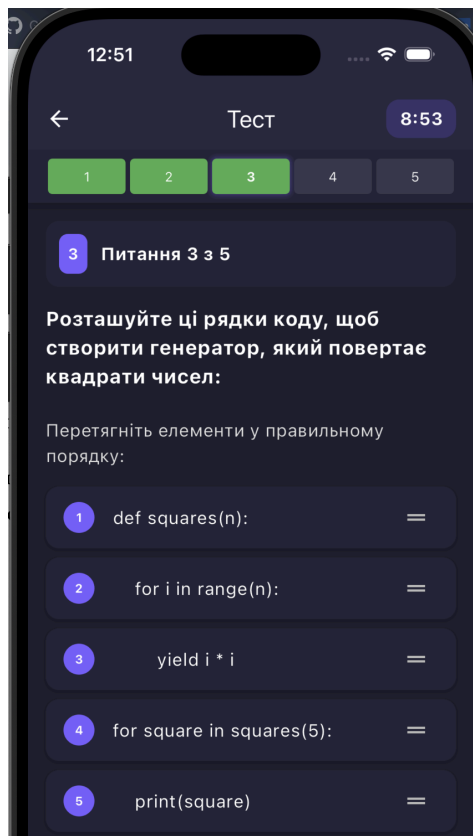 12:51
Тест
8:53
1 2 3 4 5
3 Питання 3 з 5
Розташуйте ці рядки коду, щоб
створити генератор, який повертає
квадрати чисел:
Перетягніть елементи у правильному
порядку:
1 def squares(n):
2 for i in range(n):
3 yield i * i
4 for square in squares(5):
5 print(square)